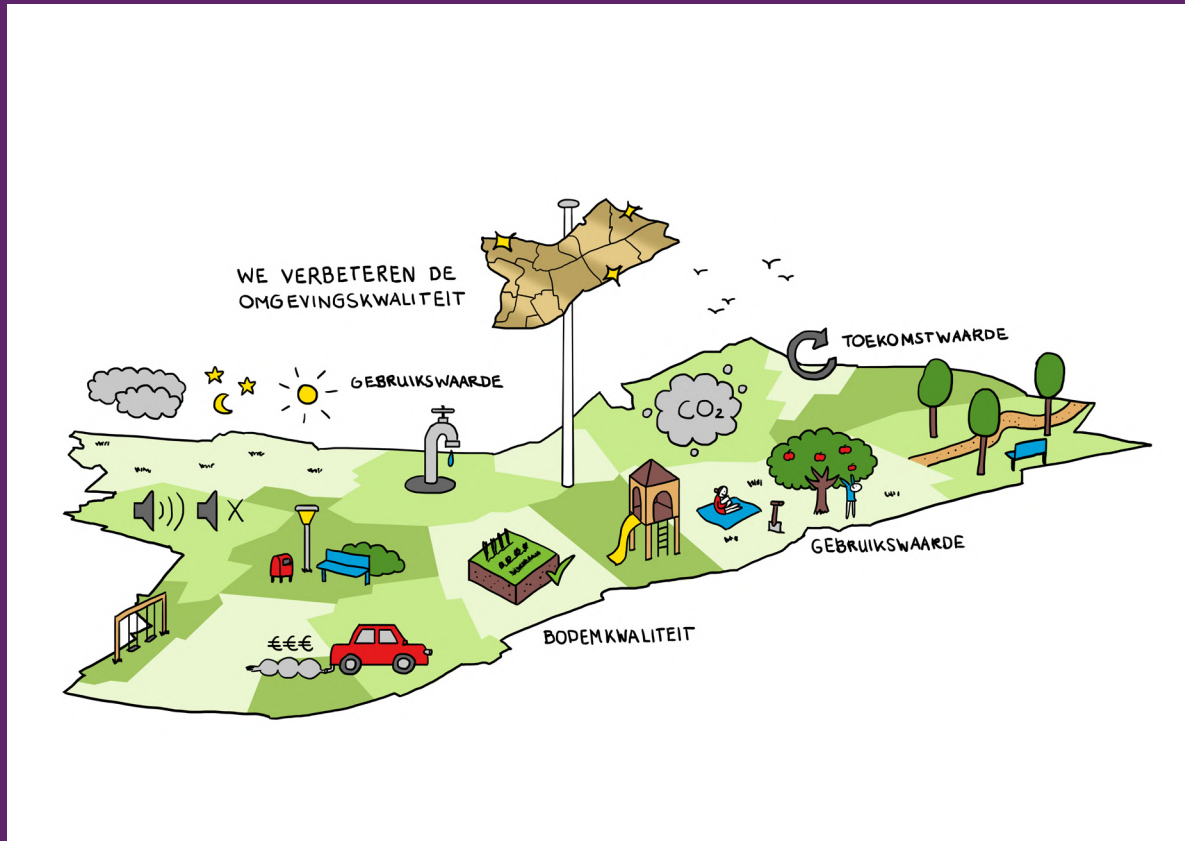 WE VERBETEREN DE
OMGEVINGSKWALITEIT
TOEKOMSTWAARDE
GEBRUIKSWAARDE
CO₂
GEBRUIKSWAARDE
BODEMKWALITEIT
€€€